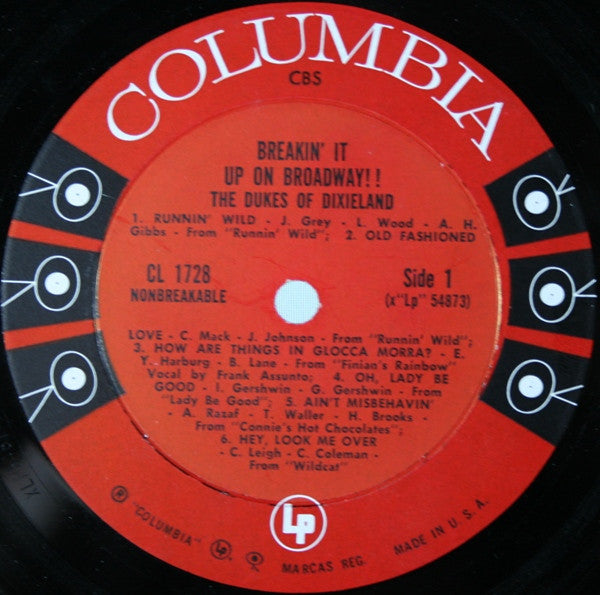 COLUMBIA
CBS
BREAKIN' IT
UP ON BROADWAY!!
THE DUKES OF DIXIELAND
1. RUNNIN' WILD - J. Grey - L. Wood - A. H.
Gibbs - From "Runnin' Wild"; 2. OLD FASHIONED
CL 1728
NONBREAKABLE
Side 1
(x"Lp" 54873)
LOVE - C. Mack - J. Johnson - From "Runnin' Wild";
3. HOW ARE THINGS IN GLOCCA MORRA? - E.
Y. Harburg - B. Lane - From "Finian's Rainbow"
Vocal by Frank Assunto; 4. OH, LADY BE
GOOD - I. Gershwin - G. Gershwin - From
"Lady Be Good"; 5. AIN'T MISBEHAVIN'
- A. Razaf - T. Waller - H. Brooks -
From "Connie's Hot Chocolates";
6. HEY, LOOK ME OVER
- C. Leigh - C. Coleman -
From "Wildcat"
Lp
® "COLUMBIA" - Lp, MARCAS REG. MADE IN U.S.A.